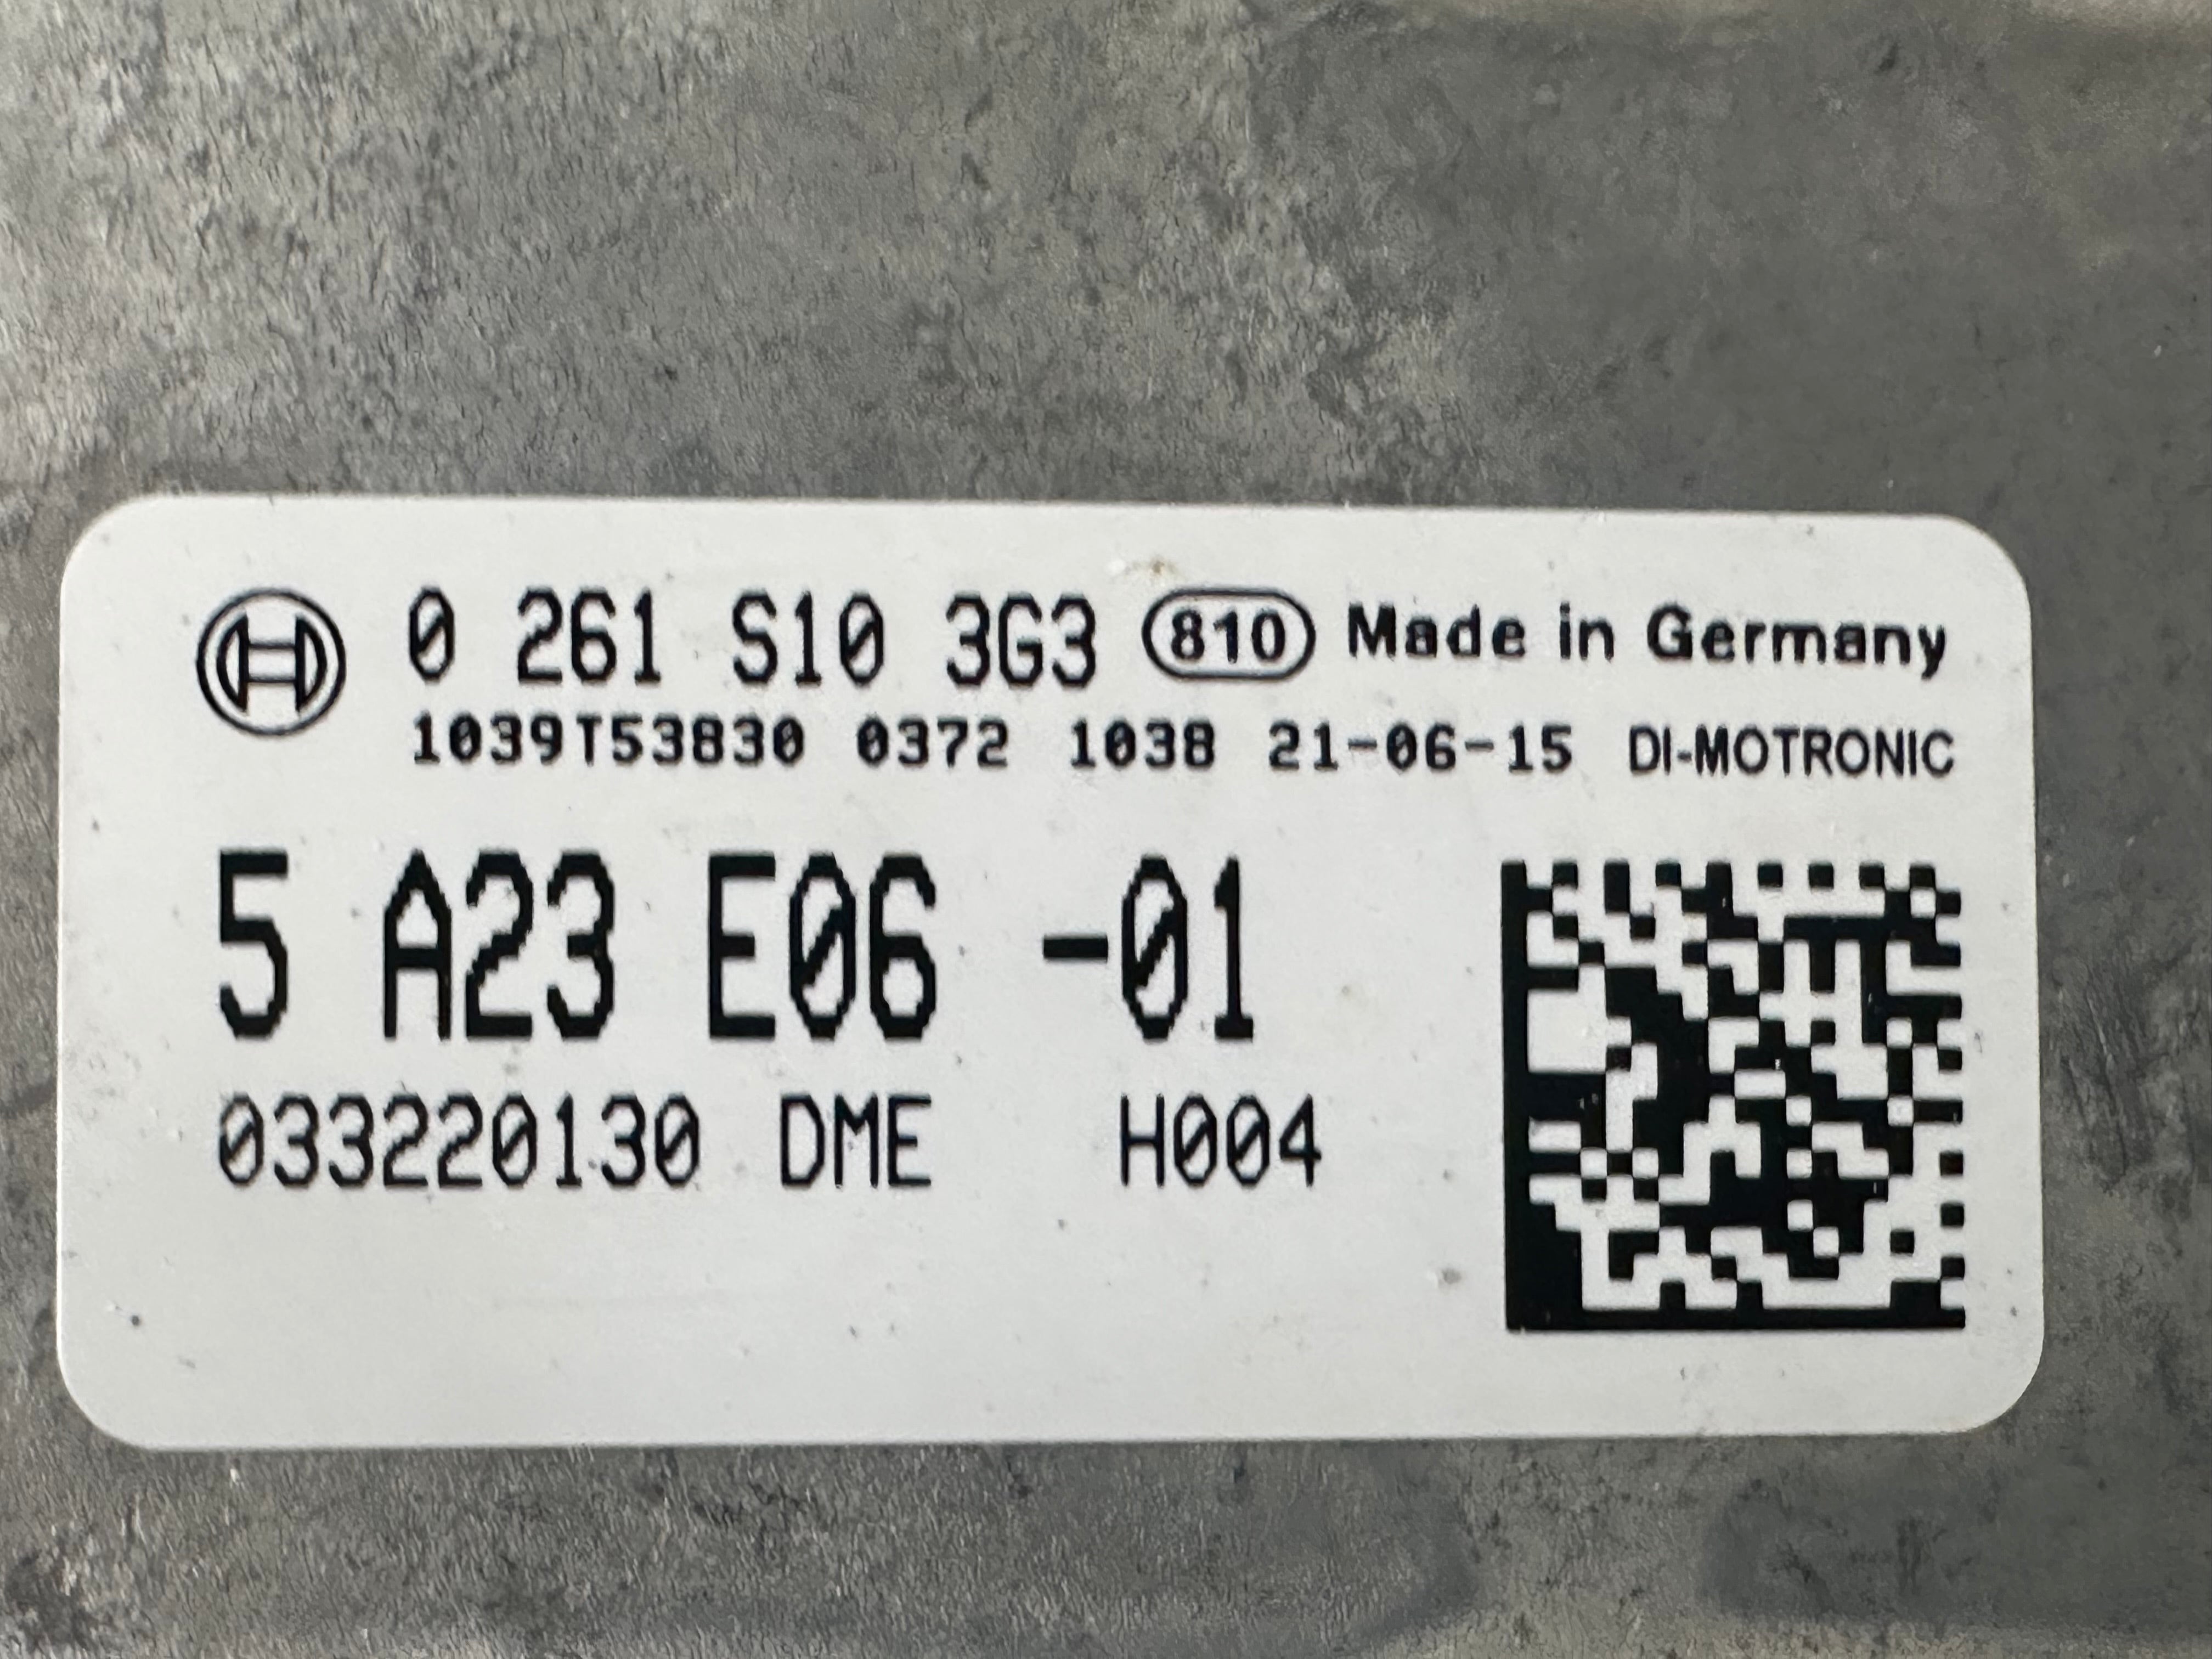 0 261 S10 3G3 810 Made in Germany
1039T53830 0372 1038 21-06-15 DI-MOTRONIC
5 A23 E06 -01
033220130 DME H004